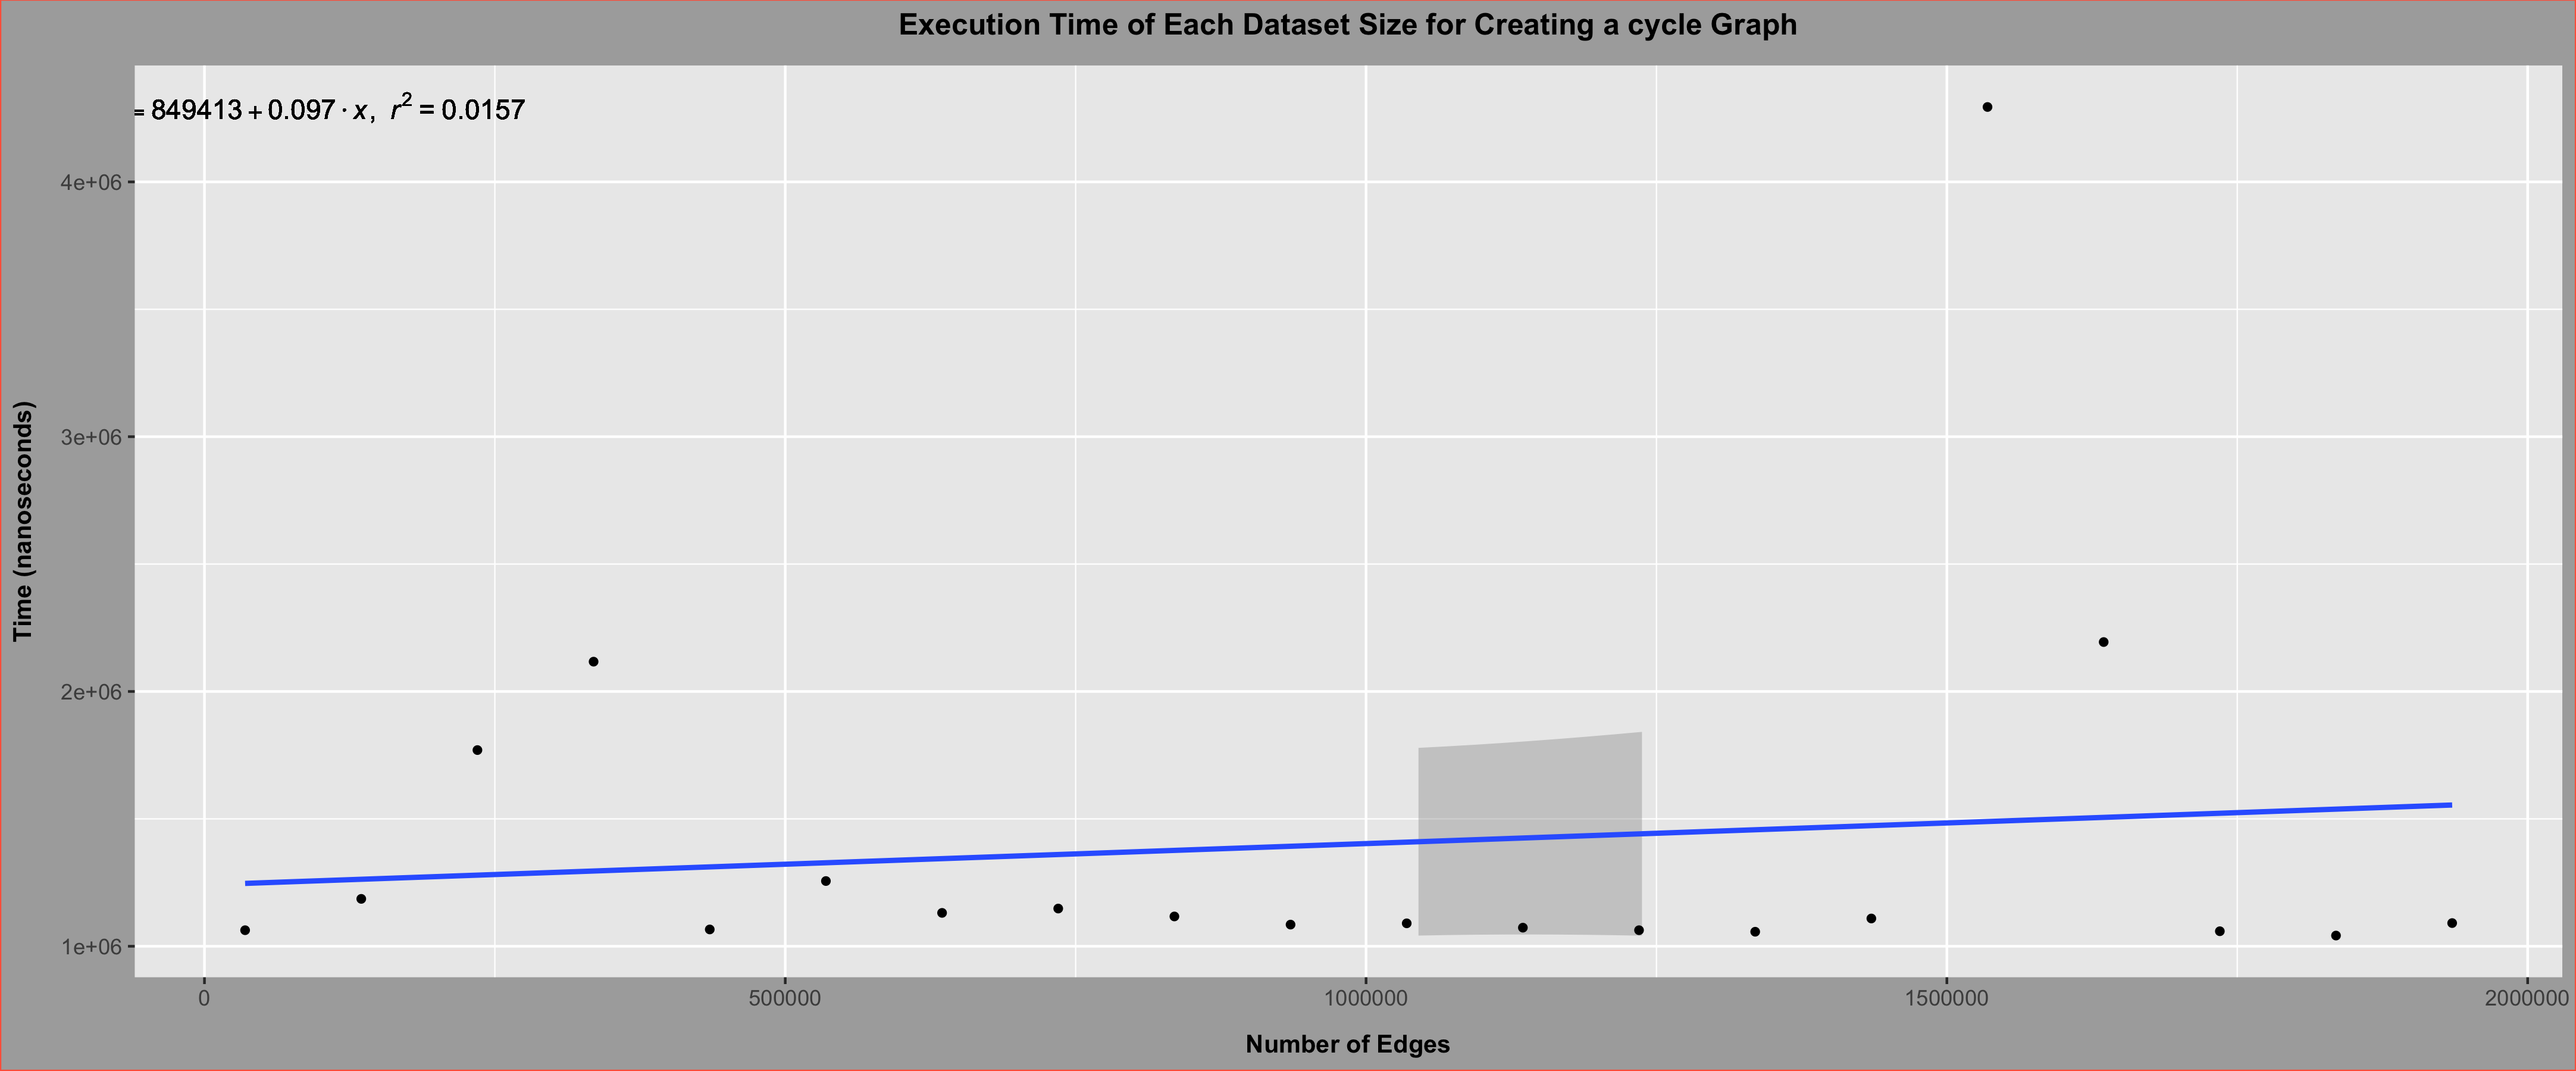 Execution Time of Each Dataset Size for Creating a cycle Graph
= 849413 + 0.097 · x, r² = 0.0157
4e+06
3e+06
2e+06
1e+06
Time (nanoseconds)
0 500000 1000000 1500000 2000000
Number of Edges